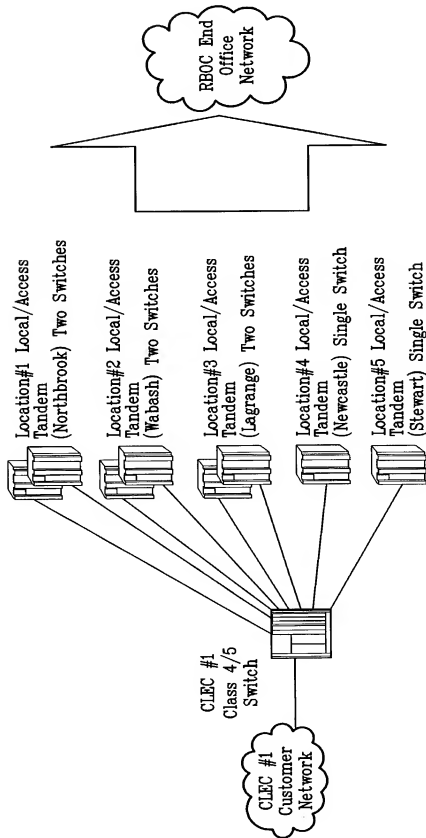 RBOC End
Office
Network
Location#1 Local/Access
Tandem
(Northbrook) Two Switches
Location#2 Local/Access
Tandem
(Wabash) Two Switches
Location#3 Local/Access
Tandem
(Lagrange) Two Switches
Location#4 Local/Access
Tandem
(Newcastle) Single Switch
Location#5 Local/Access
Tandem
(Stewart) Single Switch
CLEC #1
Class 4/5
Switch
CLEC #1
Customer
Network